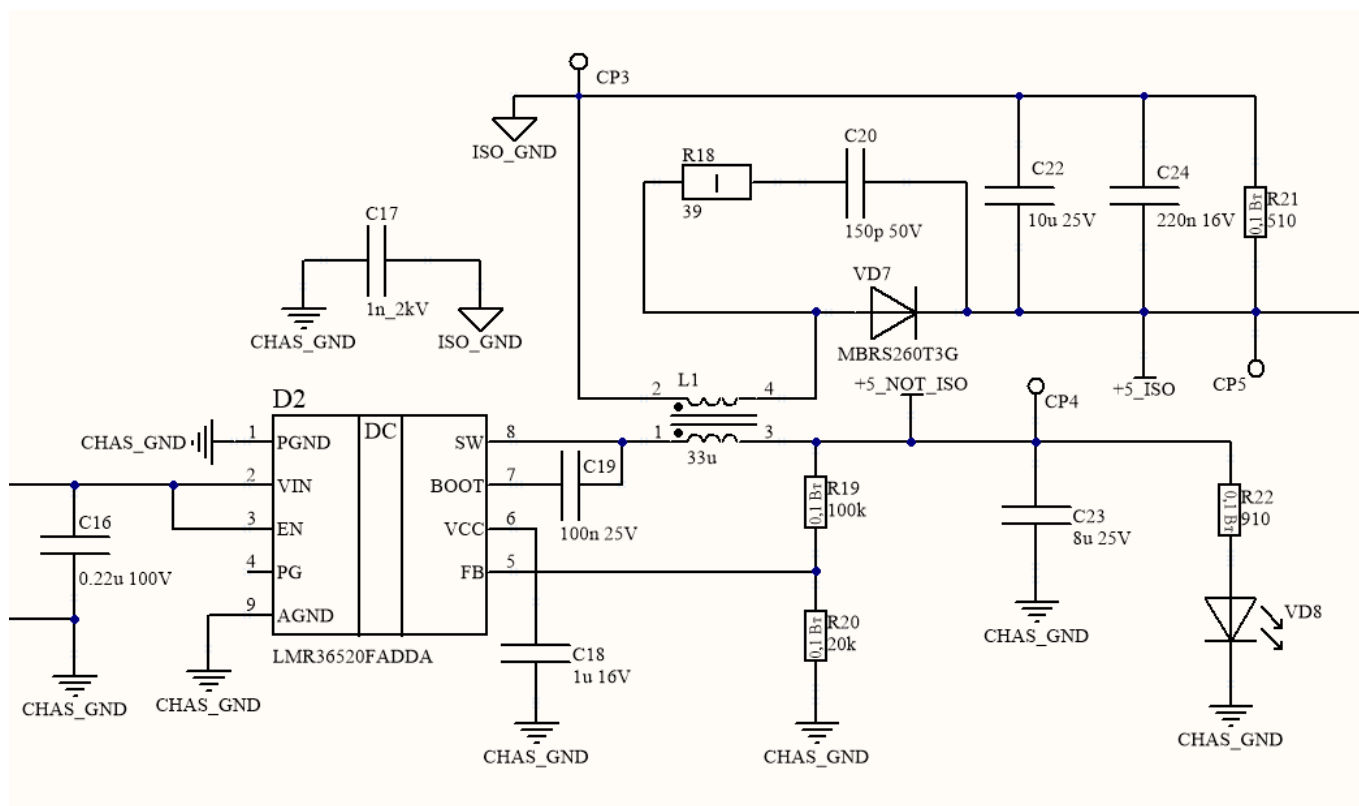 CP3
ISO_GND
R18
39
C20
150p 50V
C22
10u 25V
C24
220n 16V
0,1 Вт
R21
510
C17
1n_2kV
CHAS_GND
ISO_GND
VD7
MBRS260T3G
+5_NOT_ISO
CP4
+5_ISO
CP5
2
L1
4
1
3
33u
D2
DC
LMR36520FADDA
CHAS_GND
1
PGND
2
VIN
3
EN
4
PG
9
AGND
SW
8
BOOT
7
VCC
6
FB
5
C16
0.22u 100V
CHAS_GND
CHAS_GND
C19
100n 25V
C18
1u 16V
CHAS_GND
0,1 Вт
R19
100k
0,1 Вт
R20
20k
CHAS_GND
C23
8u 25V
CHAS_GND
0,1 Вт
R22
910
VD8
CHAS_GND